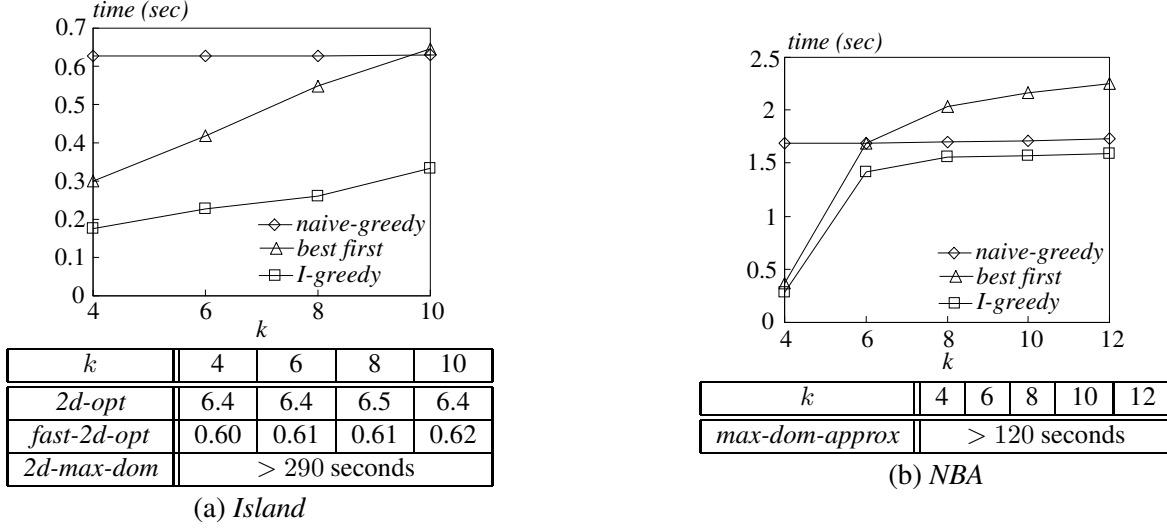 time (sec)
0.7
0.6
0.5
0.4
0.3
0.2
0.1
0
4 6 8 10
k
naive-greedy
best first
I-greedy
k 4 6 8 10
2d-opt 6.4 6.4 6.5 6.4
fast-2d-opt 0.60 0.61 0.61 0.62
2d-max-dom > 290 seconds
(a) Island
time (sec)
2.5
2
1.5
1
0.5
0
4 6 8 10 12
k
naive-greedy
best first
I-greedy
k 4 6 8 10 12
max-dom-approx > 120 seconds
(b) NBA